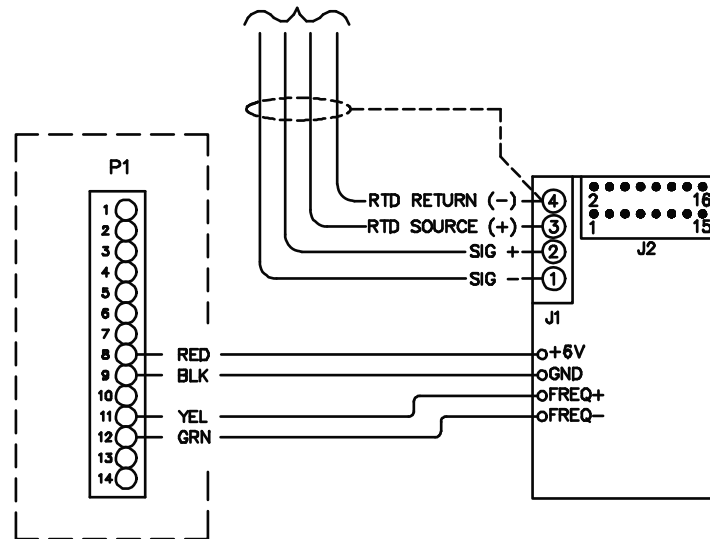 P1
1
2
3
4
5
6
7
8
9
10
11
12
13
14
RED
BLK
YEL
GRN
RTD RETURN (-)
RTD SOURCE (+)
SIG +
SIG -
4
3
2
1
J1
2 16
1 15
J2
+6V
GND
FREQ+
FREQ-